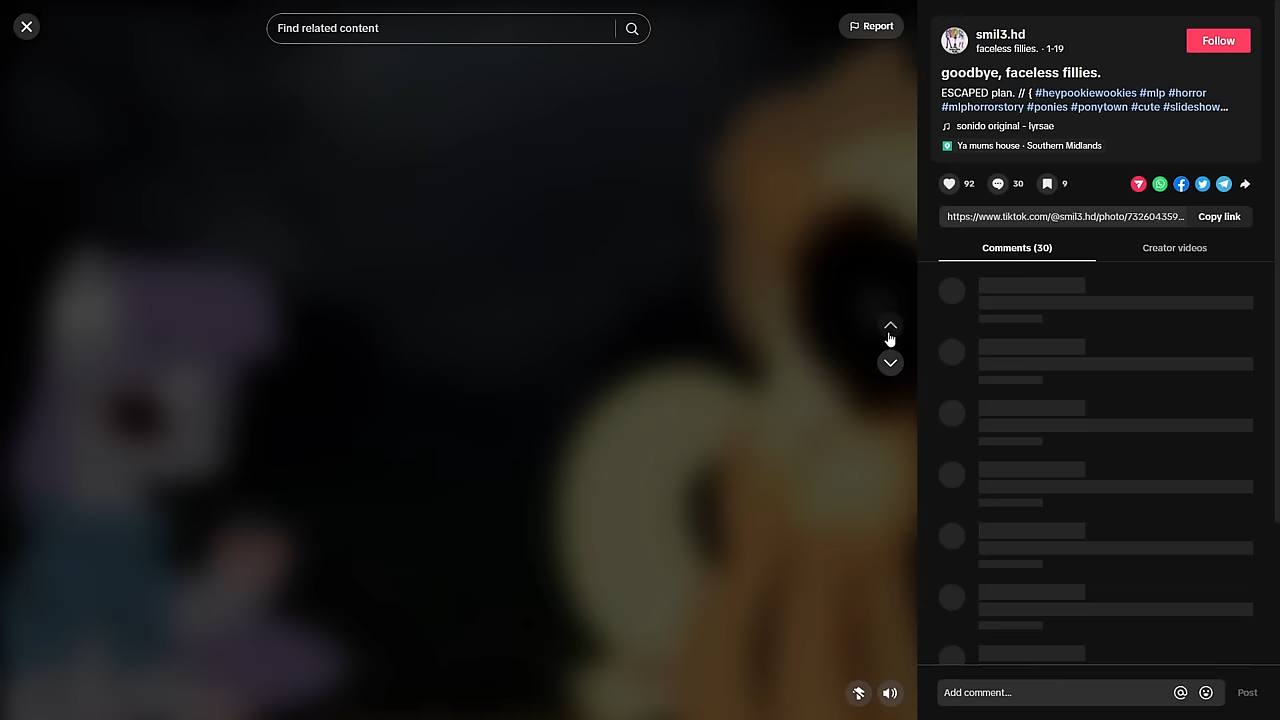 Find related content
Report
smil3.hd
faceless fillies. · 1-19
Follow
goodbye, faceless fillies.
ESCAPED plan. // { #heypookiewookies #mlp #horror
#mlphorrorstory #ponies #ponytown #cute #slideshow...
sonido original - lyrsae
Ya mums house · Southern Midlands
92
30
9
https://www.tiktok.com/@smil3.hd/photo/732604359...
Copy link
Comments (30)
Creator videos
Add comment...
Post